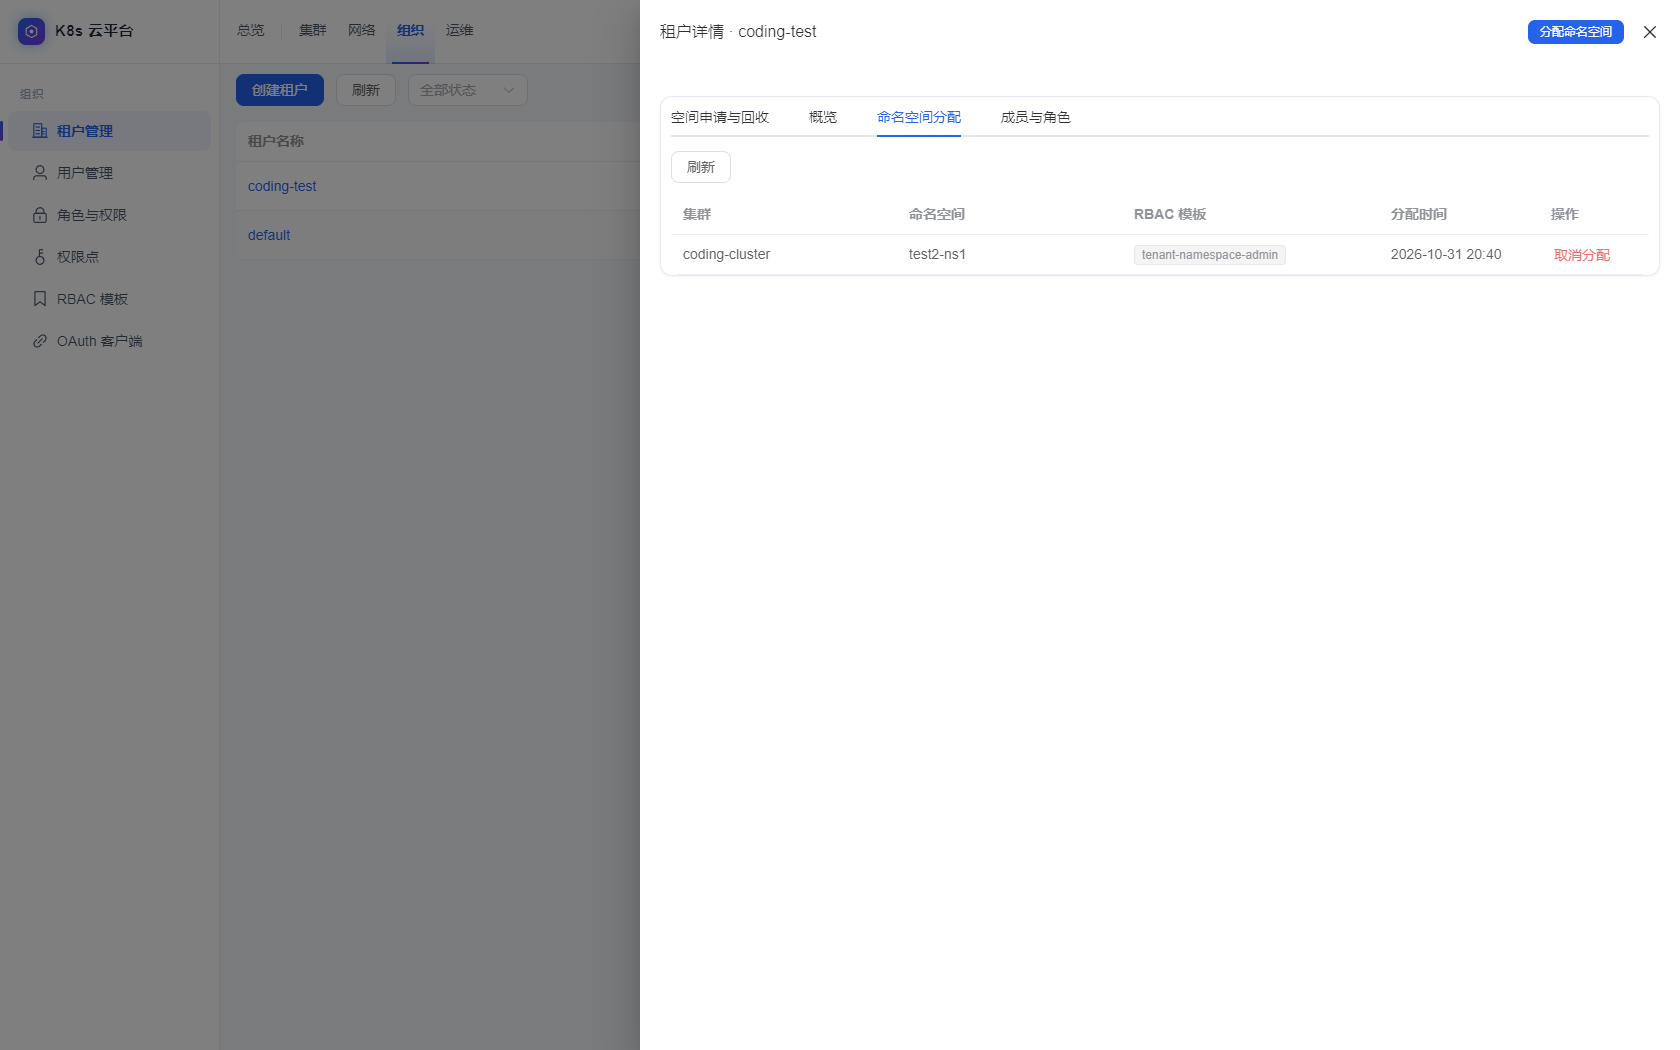 K8s 云平台
总览
集群
网络
组织
运维
组织
租户管理
用户管理
角色与权限
权限点
RBAC 模板
OAuth 客户端
创建租户
刷新
全部状态
租户名称
coding-test
default
租户详情 · coding-test
分配命名空间
空间申请与回收
概览
命名空间分配
成员与角色
刷新
集群 命名空间 RBAC 模板 分配时间 操作
coding-cluster test2-ns1 tenant-namespace-admin 2026-10-31 20:40 取消分配